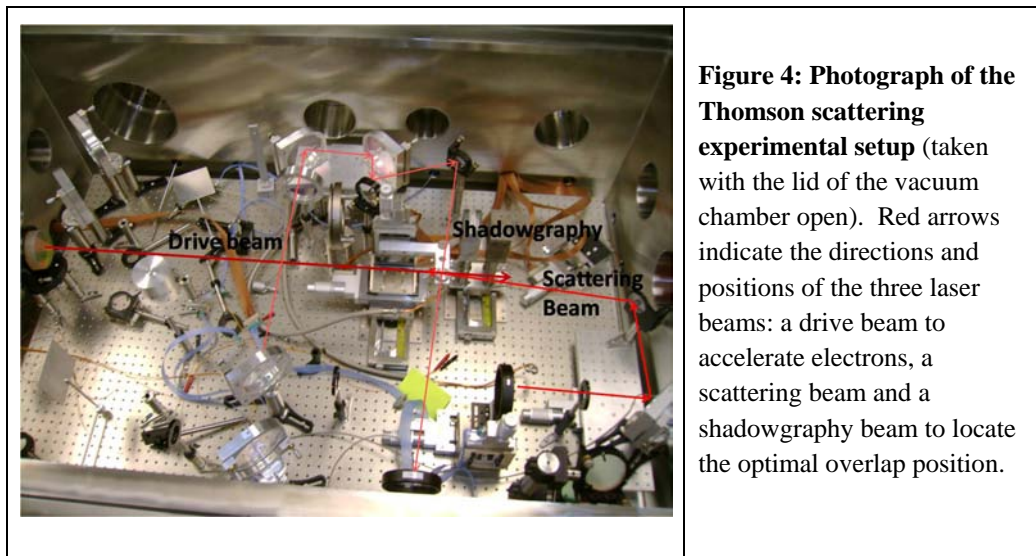 Drive beam
Shadowgraphy
Scattering
Beam
Figure 4: Photograph of the
Thomson scattering
experimental setup (taken
with the lid of the vacuum
chamber open). Red arrows
indicate the directions and
positions of the three laser
beams: a drive beam to
accelerate electrons, a
scattering beam and a
shadowgraphy beam to locate
the optimal overlap position.